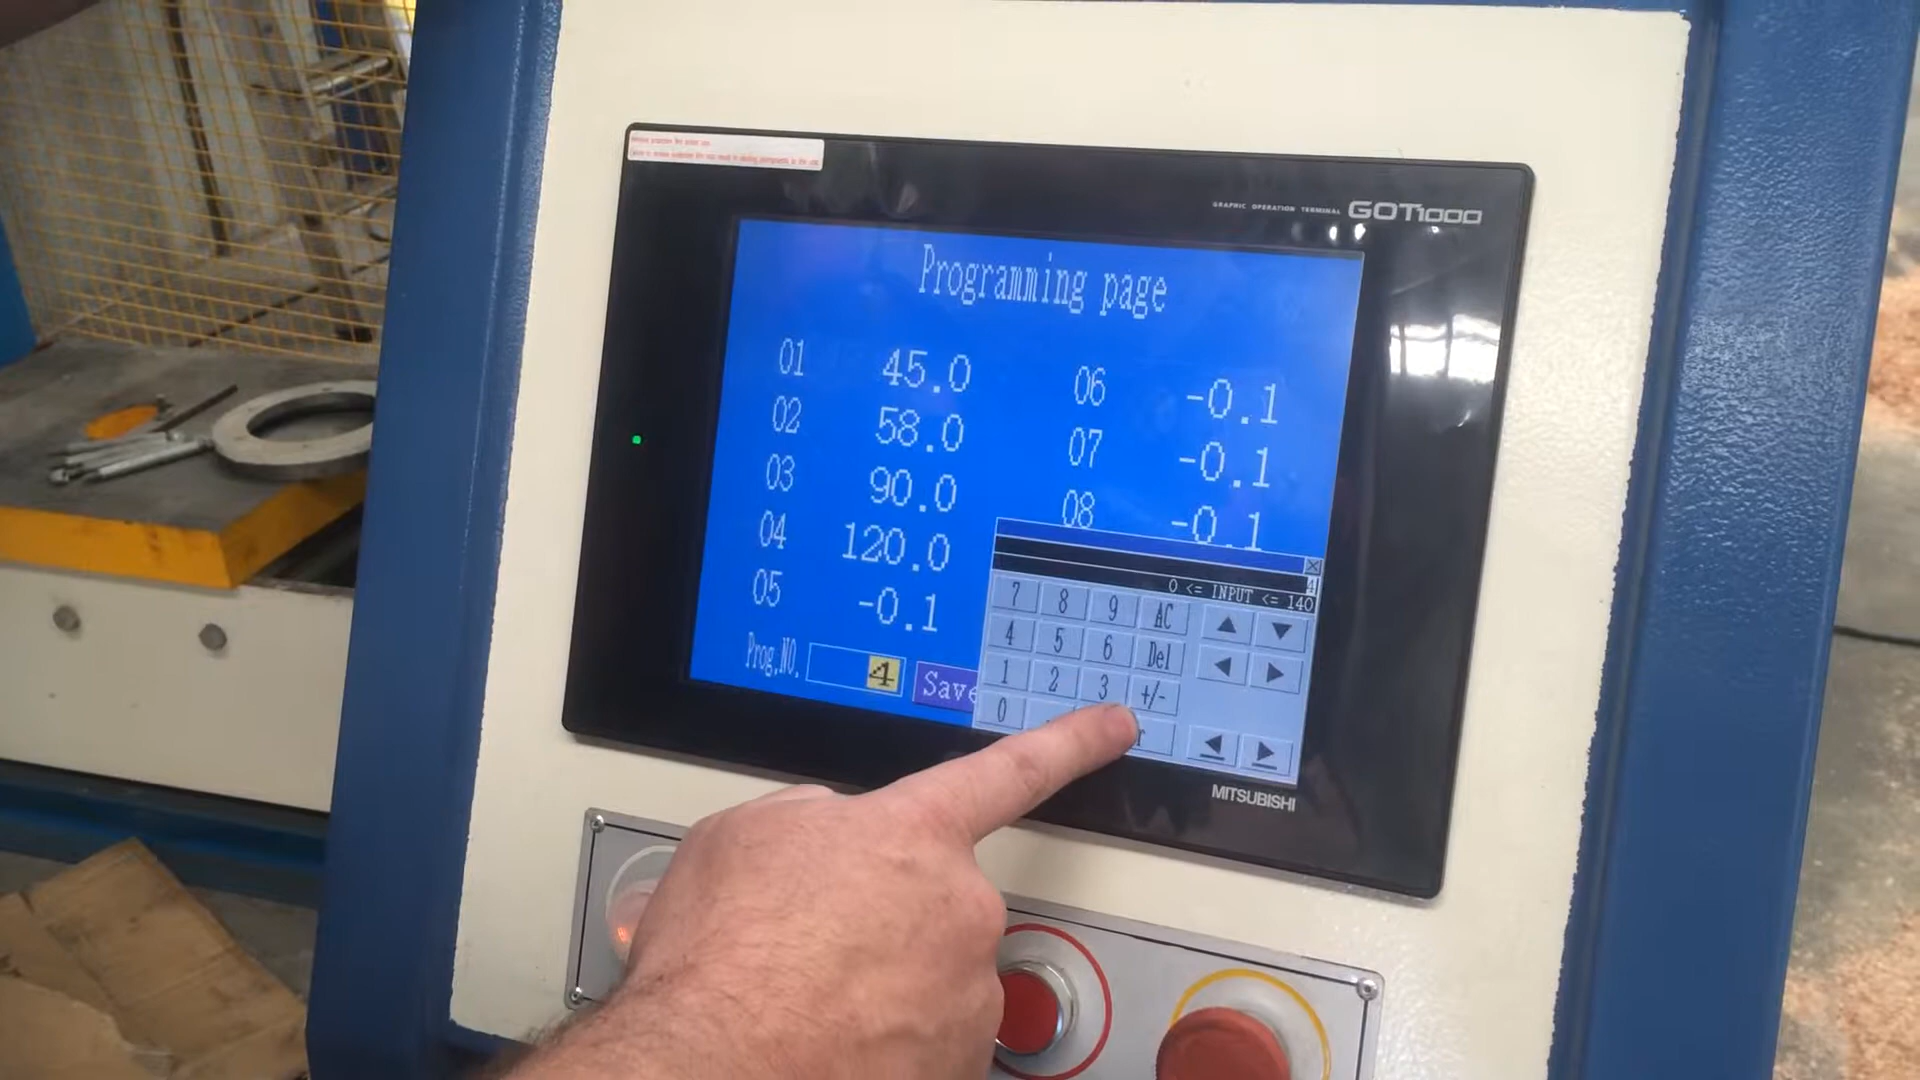 GRAPHIC OPERATION TERMINAL GOT1000
Programming page
01 45.0 06 -0.1
02 58.0 07 -0.1
03 90.0 08 -0.1
04 120.0
05 -0.1
Prog.NO. 4 Save
4
0 <= INPUT <= 140
7 8 9 AC ▲ ▼
4 5 6 Del ◀ ▶
1 2 3 +/-
0 ◀ ▶
MITSUBISHI